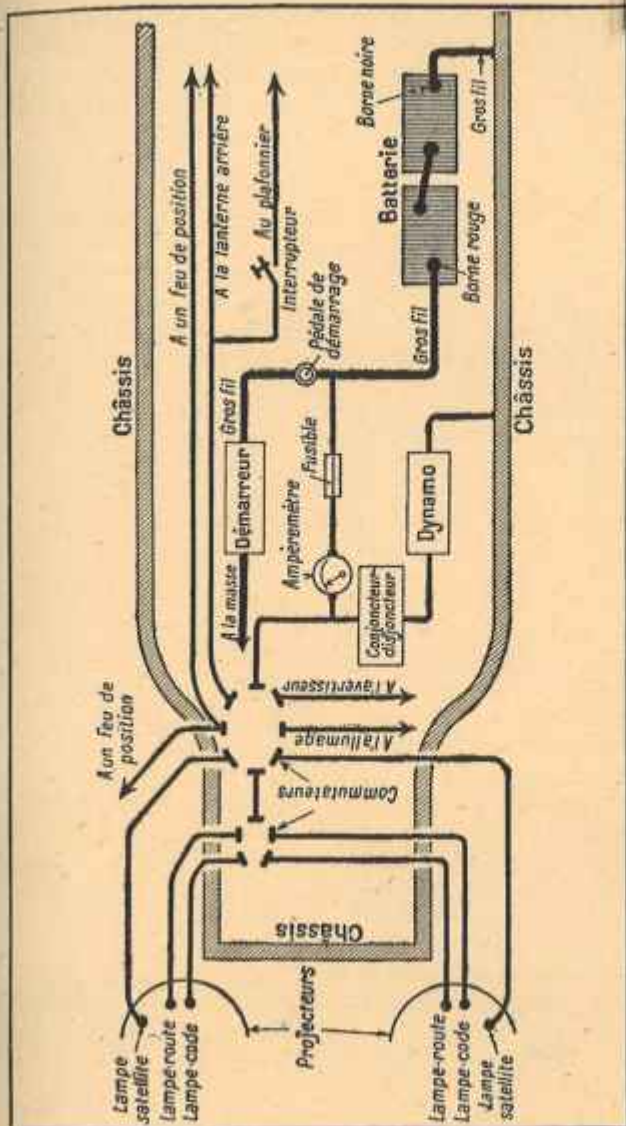 Châssis
A un feu de position
A la lanterne arrière
Au plafonnier
Interrupteur
Borne noire
Gros fil
Batterie
Borne rouge
Gros fil
Pédale de
démarrage
Gros fil
Démarreur
A la masse
Fusible
Ampèremètre
Conjoncteur
disjoncteur
Dynamo
Châssis
A l'avertisseur
A l'allumage
Commutateurs
A un feu de
position
Châssis
Projecteurs
Lampe
satellite
Lampe-route
Lampe-code
Lampe-route
Lampe-code
Lampe
satellite